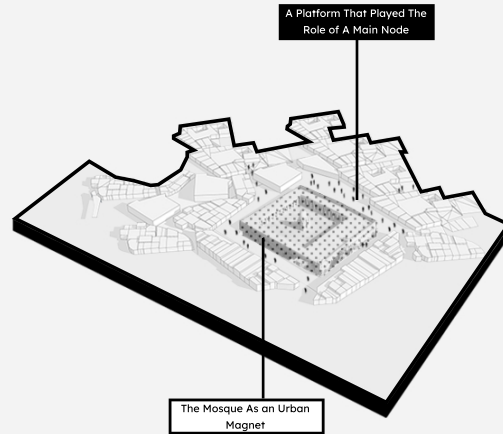 A Platform That Played The
Role of A Main Node
The Mosque As an Urban
Magnet